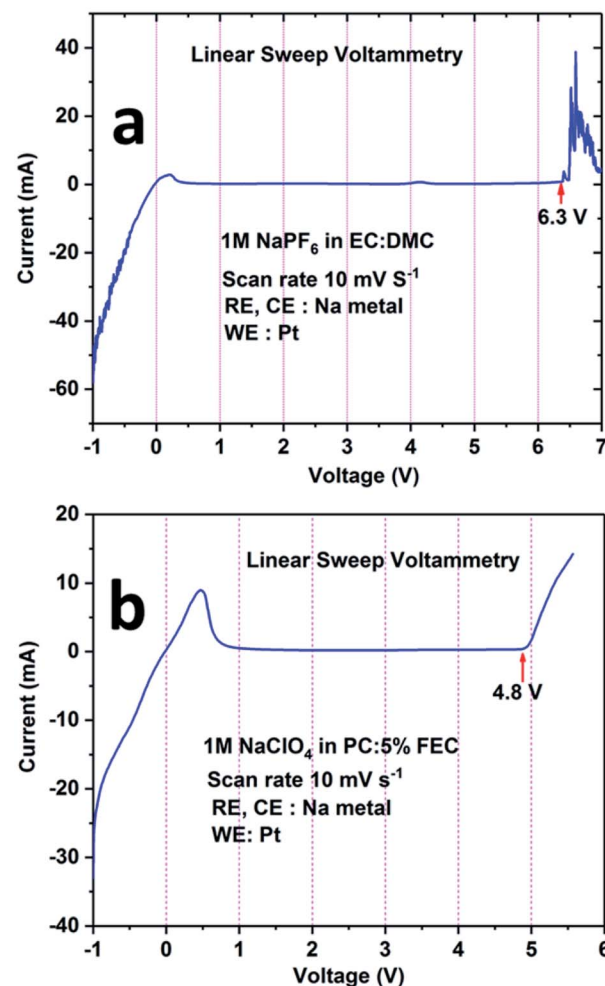 60
40
20
0
-20
-40
-60
Current (mA)
Linear Sweep Voltammetry
a
6.3 V
1M NaPF₆ in EC:DMC
Scan rate 10 mV S⁻¹
RE, CE : Na metal
WE : Pt
-1 0 1 2 3 4 5 6 7
Voltage (V)
20
10
0
-10
-20
-30
-40
Current (mA)
Linear Sweep Voltammetry
b
4.8 V
1M NaClO₄ in PC:5% FEC
Scan rate 10 mV s⁻¹
RE, CE : Na metal
WE: Pt
-1 0 1 2 3 4 5 6
Voltage (V)